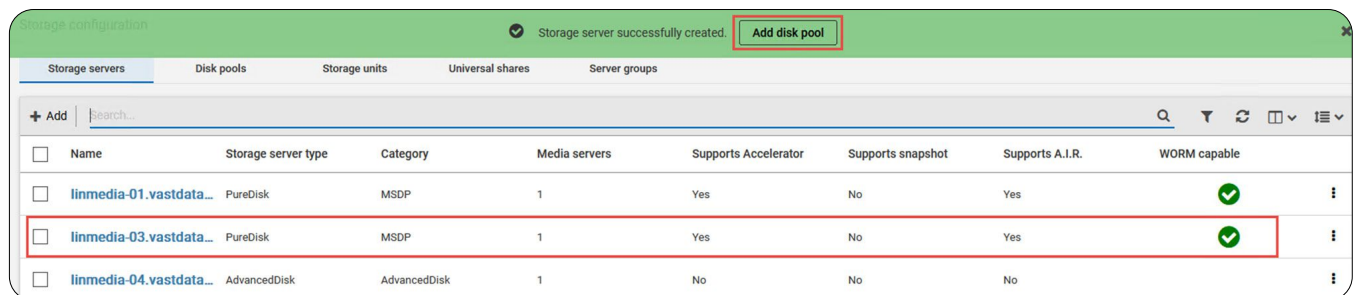 Storage configuration
Storage server successfully created. Add disk pool
Storage servers Disk pools Storage units Universal shares Server groups
Add Search...
Name Storage server type Category Media servers Supports Accelerator Supports snapshot Supports A.I.R. WORM capable
linmedia-01.vastdata... PureDisk MSDP 1 Yes No Yes
linmedia-03.vastdata... PureDisk MSDP 1 Yes No Yes
linmedia-04.vastdata... AdvancedDisk AdvancedDisk 1 No No No